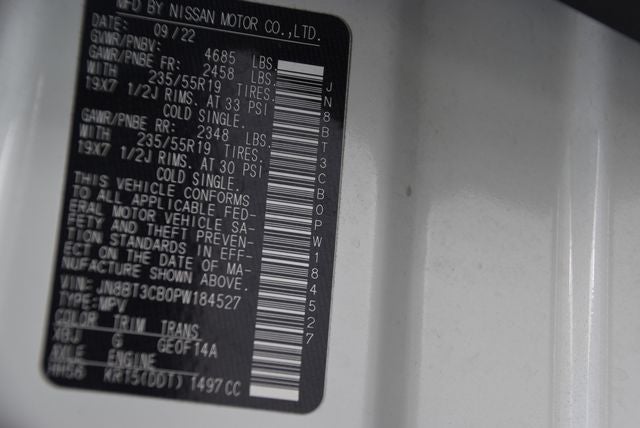 MFD BY NISSAN MOTOR CO.,LTD.
DATE: 09/22
GVWR/PNBV: 4685 LBS.
GAWR/PNBE FR: 2458 LBS.
WITH 235/55R19 TIRES.
19X7 1/2J RIMS. AT 33 PSI
COLD SINGLE.
GAWR/PNBE RR: 2348 LBS.
WITH 235/55R19 TIRES.
19X7 1/2J RIMS. AT 30 PSI
COLD SINGLE.
THIS VEHICLE CONFORMS
TO ALL APPLICABLE FED-
ERAL MOTOR VEHICLE SA-
FETY AND THEFT PREVEN-
TION STANDARDS IN EFF-
ECT ON THE DATE OF MA-
NUFACTURE SHOWN ABOVE.
VIN: JN8BT3CB0PW184527
TYPE: MPV
COLOR TRIM TRANS
XBJ G GE0F14A
AXLE ENGINE
HH58 KR15(DDT) 1497CC
JN8BT3CB0PW184527